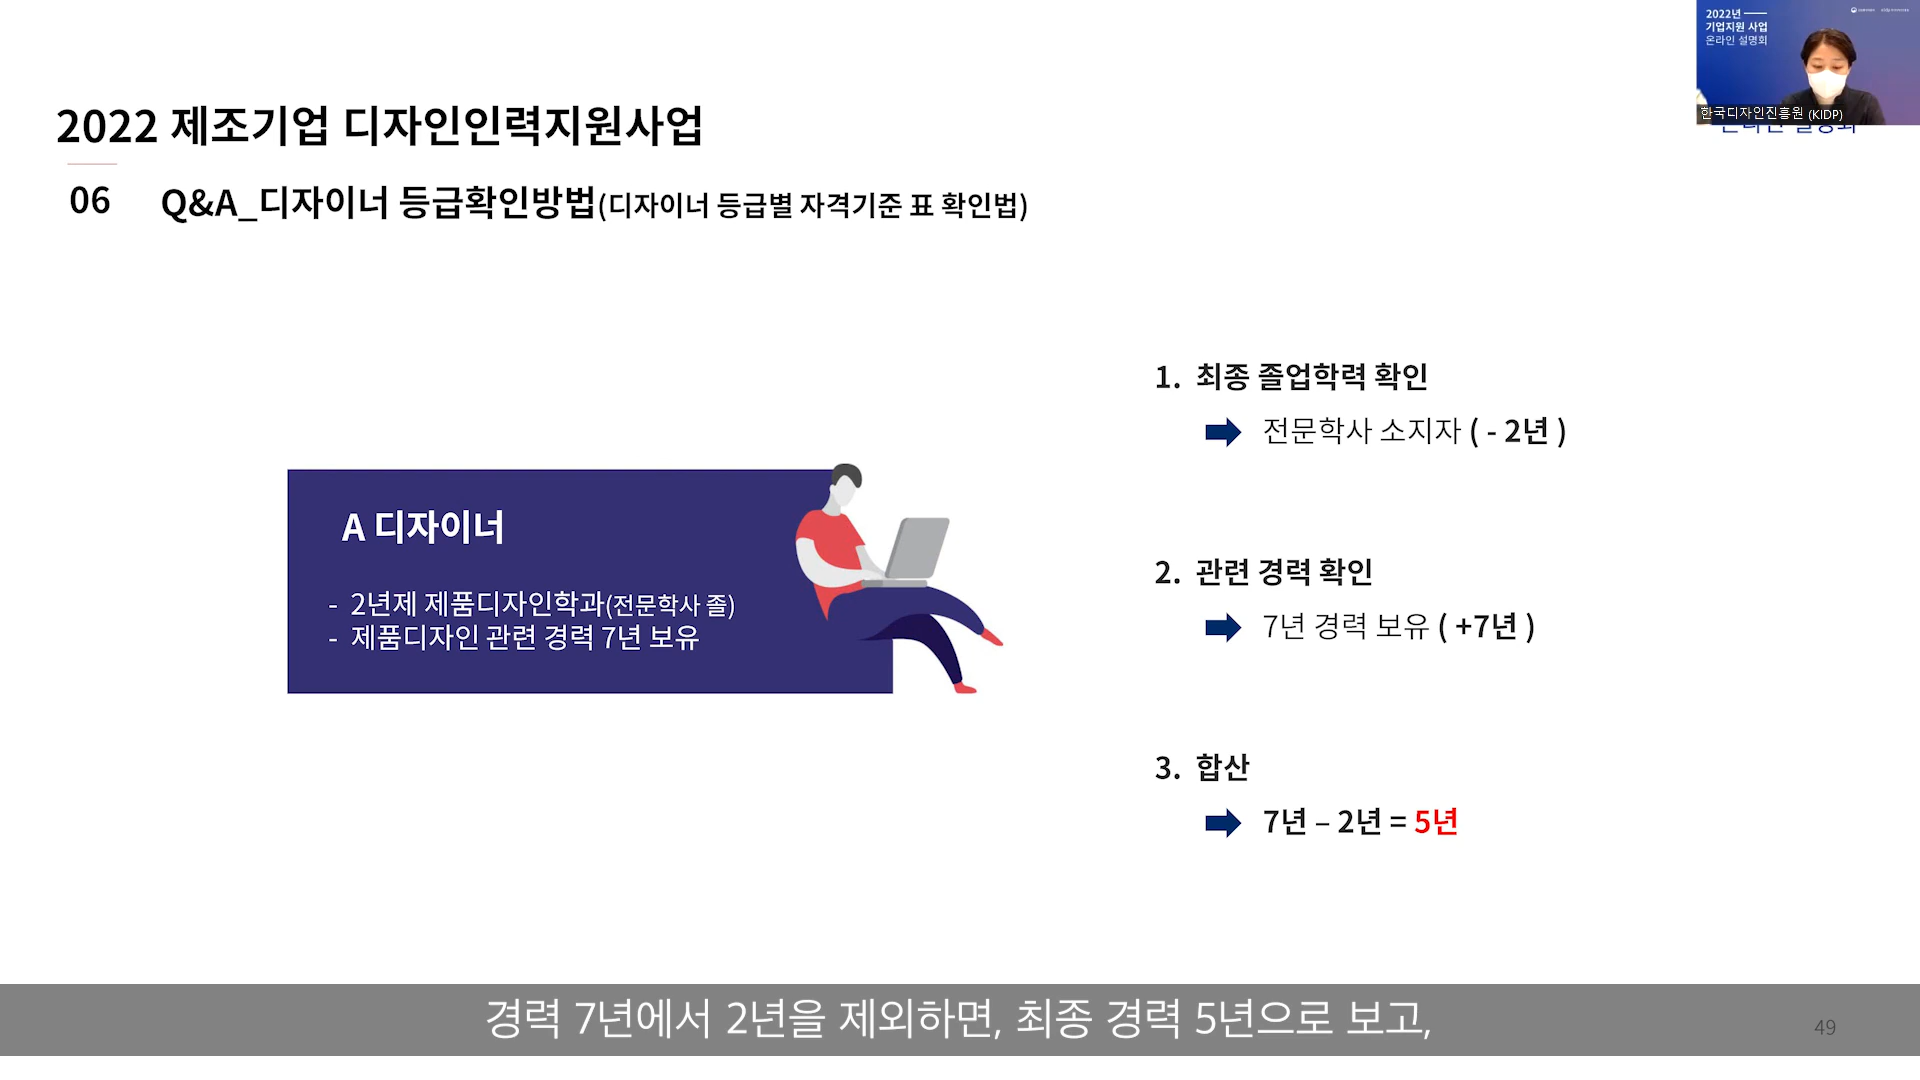 2022년
기업지원 사업
온라인 설명회
한국디자인진흥원 (KIDP)
2022 제조기업 디자인인력지원사업
06 Q&A_디자이너 등급확인방법(디자이너 등급별 자격기준 표 확인법)
A 디자이너
- 2년제 제품디자인학과(전문학사 졸)
- 제품디자인 관련 경력 7년 보유
1. 최종 졸업학력 확인
전문학사 소지자 ( - 2년 )
2. 관련 경력 확인
7년 경력 보유 ( +7년 )
3. 합산
7년 – 2년 = 5년
경력 7년에서 2년을 제외하면, 최종 경력 5년으로 보고,
49